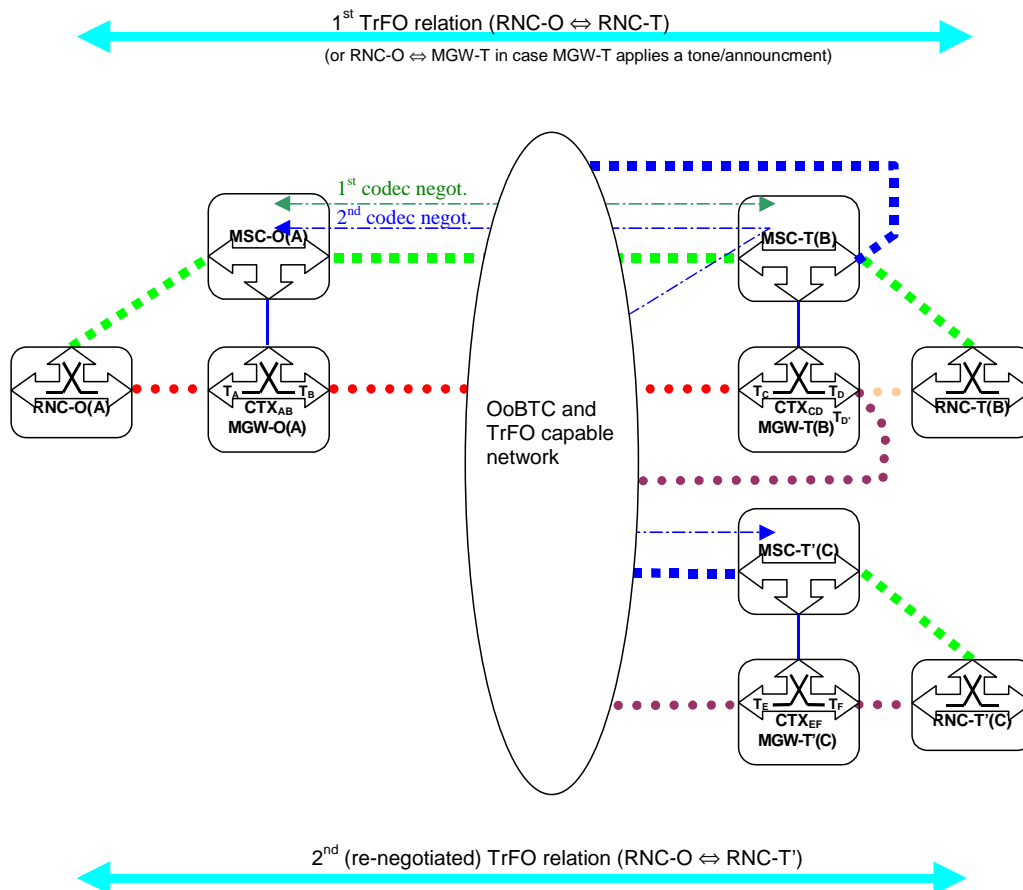 1st TrFO relation (RNC-O ⇔ RNC-T)
(or RNC-O ⇔ MGW-T in case MGW-T applies a tone/announcment)
1st codec negot.
2nd codec negot.
MSC-O(A)
MSC-T(B)
RNC-O(A)
TA
TB
CTXAB
MGW-O(A)
OoBTC and
TrFO capable
network
TC
TD
CTXCD
TD'
MGW-T(B)
RNC-T(B)
MSC-T’(C)
TE
TF
CTXEF
MGW-T’(C)
RNC-T’(C)
2nd (re-negotiated) TrFO relation (RNC-O ⇔ RNC-T’)